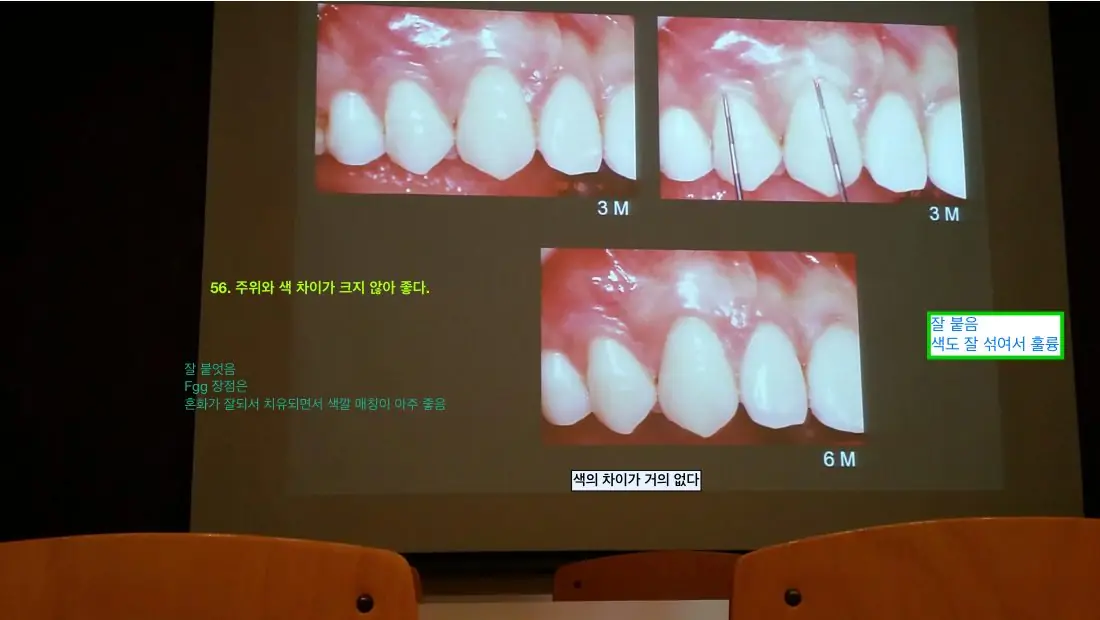 3 M
3 M
56. 주위와 색 차이가 크지 않아 좋다.
잘 붙음
색도 잘 섞여서 훌륭
잘 붙엇음
Fgg 장점은
혼화가 잘되서 치유되면서 색깔 매칭이 아주 좋음
6 M
색의 차이가 거의 없다